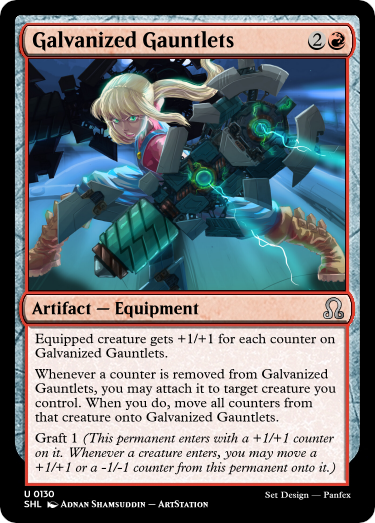 Galvanized Gauntlets 2
Artifact — Equipment
Equipped creature gets +1/+1 for each counter on
Galvanized Gauntlets.
Whenever a counter is removed from Galvanized
Gauntlets, you may attach it to target creature you
control. When you do, move all counters from
that creature onto Galvanized Gauntlets.
Graft 1 (This permanent enters with a +1/+1 counter
on it. Whenever a creature enters, you may move a
+1/+1 or a -1/-1 counter from this permanent onto it.)
U 0130
SHL Adnan Shamsuddin — ArtStation
Set Design — Panfex